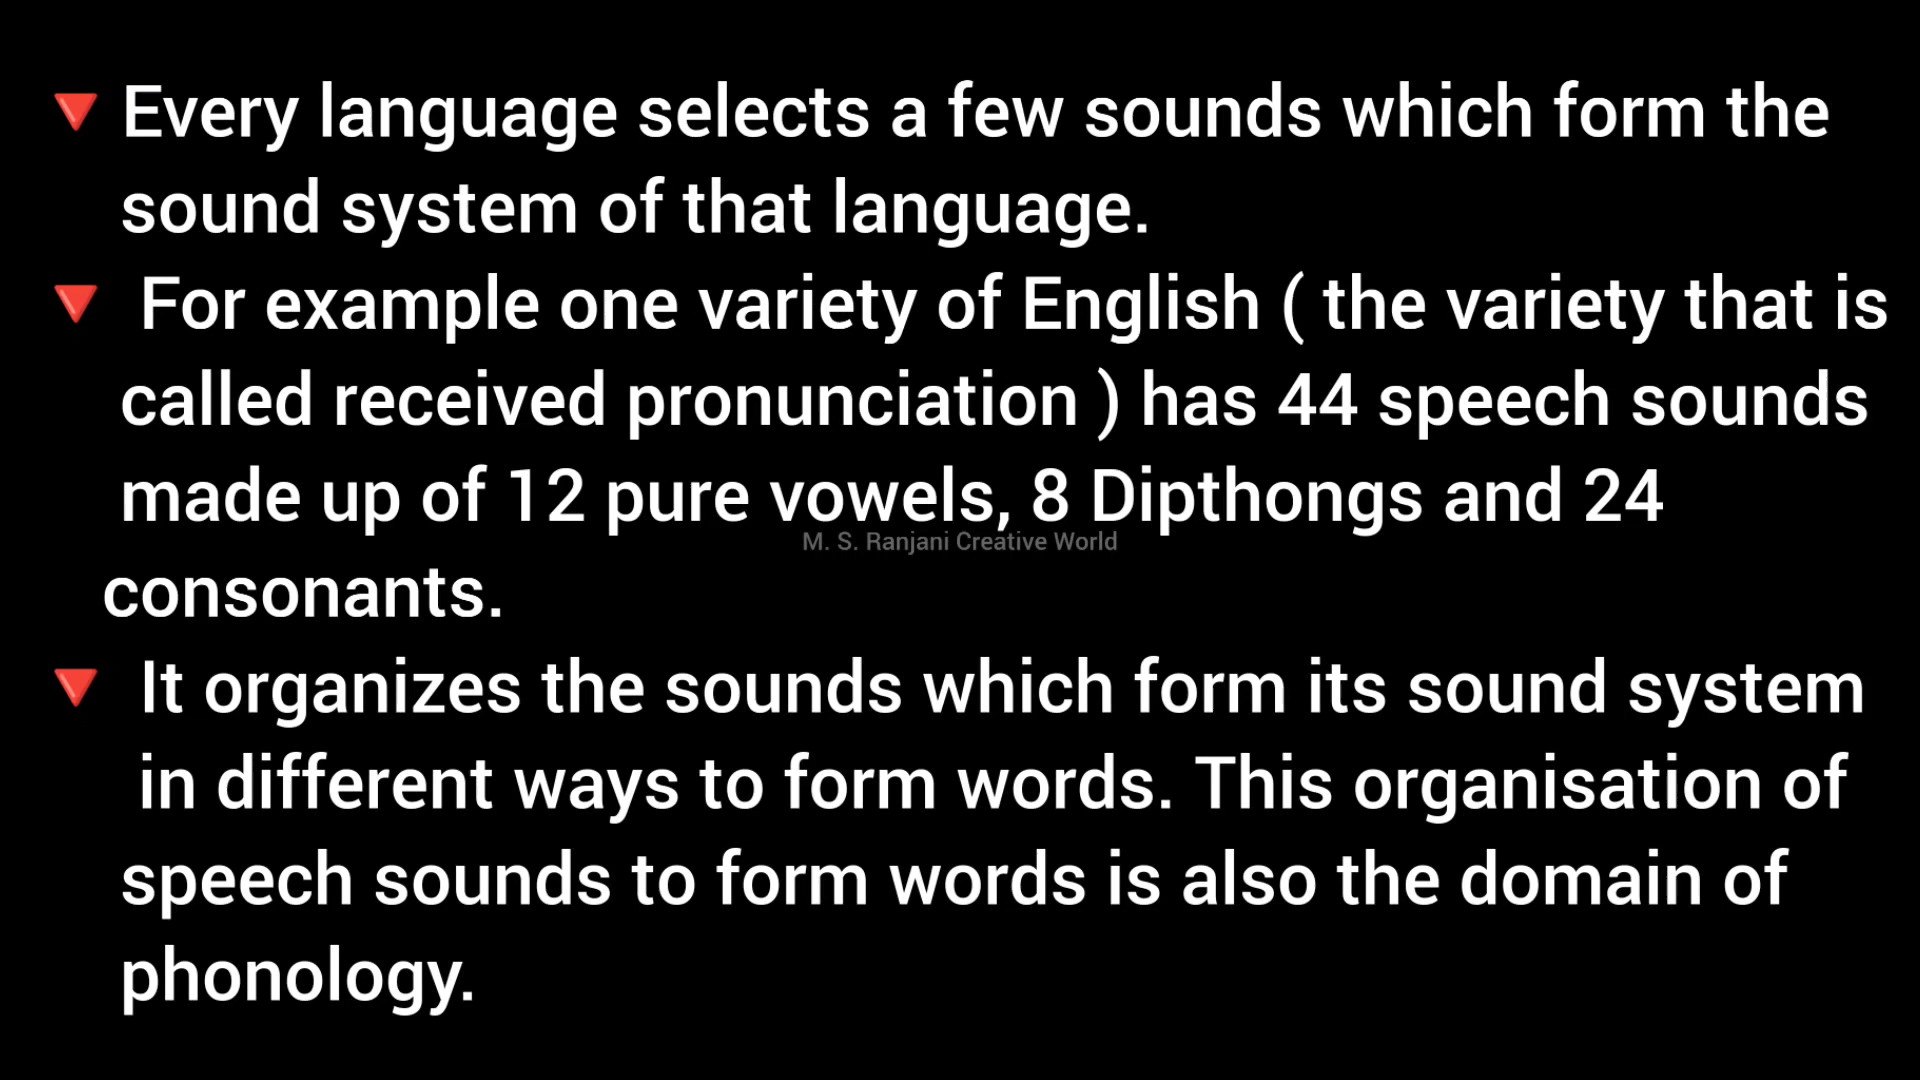 🔻 Every language selects a few sounds which form the
sound system of that language.
🔻 For example one variety of English ( the variety that is
called received pronunciation ) has 44 speech sounds
made up of 12 pure vowels, 8 Dipthongs and 24
M. S. Ranjani Creative World
consonants.
🔻 It organizes the sounds which form its sound system
in different ways to form words. This organisation of
speech sounds to form words is also the domain of
phonology.